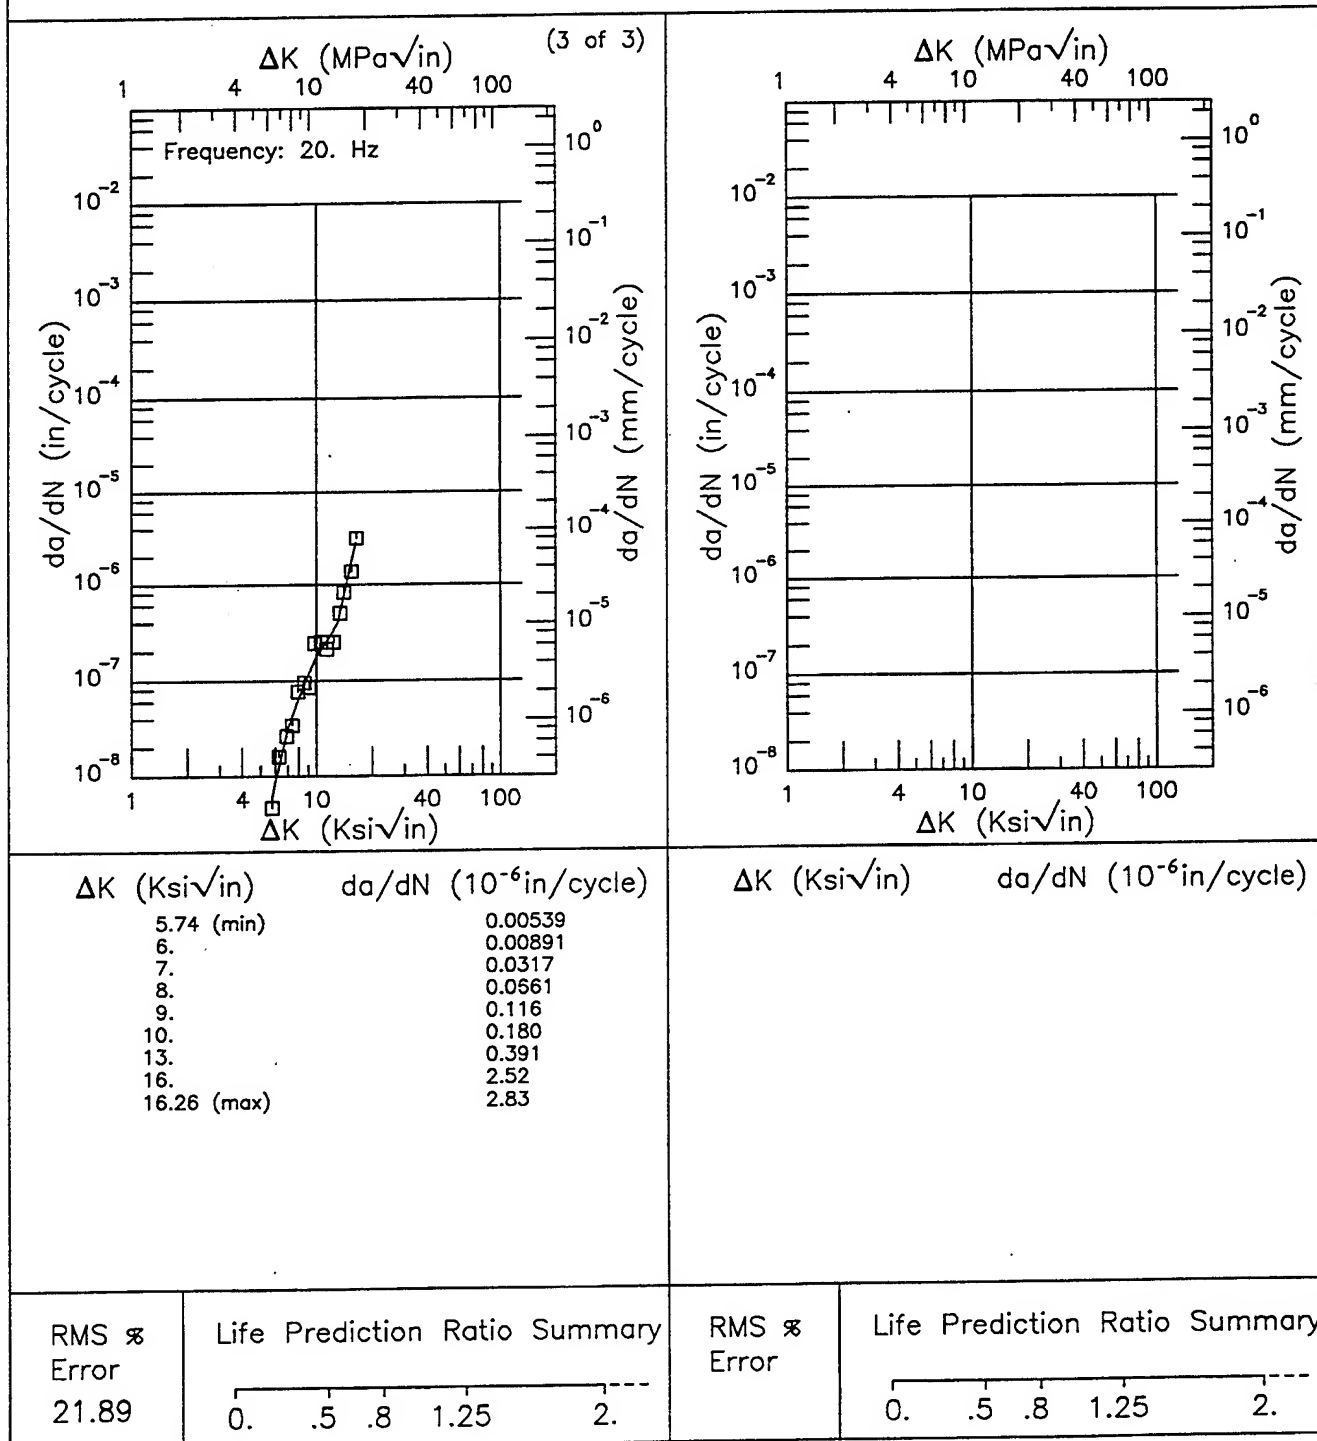 (3 of 3)
ΔK (MPa√in)
1 4 10 40 100
Frequency: 20. Hz
da/dN (in/cycle)
10⁻²
10⁻³
10⁻⁴
10⁻⁵
10⁻⁶
10⁻⁷
10⁻⁸
10⁰
10⁻¹
10⁻²
10⁻³
10⁻⁴
10⁻⁵
10⁻⁶
da/dN (mm/cycle)
1 4 10 40 100
ΔK (Ksi√in)
ΔK (MPa√in)
1 4 10 40 100
da/dN (in/cycle)
10⁻²
10⁻³
10⁻⁴
10⁻⁵
10⁻⁶
10⁻⁷
10⁻⁸
10⁰
10⁻¹
10⁻²
10⁻³
10⁻⁴
10⁻⁵
10⁻⁶
da/dN (mm/cycle)
1 4 10 40 100
ΔK (Ksi√in)
ΔK (Ksi√in) da/dN (10⁻⁶in/cycle)
5.74 (min) 0.00539
6. 0.00891
7. 0.0317
8. 0.0661
9. 0.116
10. 0.180
13. 0.391
16. 2.52
16.26 (max) 2.83
ΔK (Ksi√in) da/dN (10⁻⁶in/cycle)
RMS %
Error
21.89
Life Prediction Ratio Summary
0. .5 .8 1.25 2.
RMS %
Error
Life Prediction Ratio Summary
0. .5 .8 1.25 2.